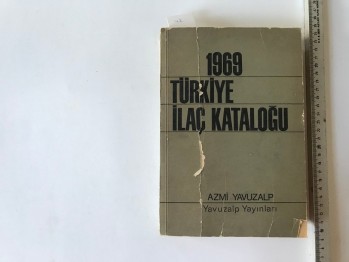 1969
TÜRKİYE
İLAÇ KATALOĞU
AZMİ YAVUZALP
Yavuzalp Yayınları